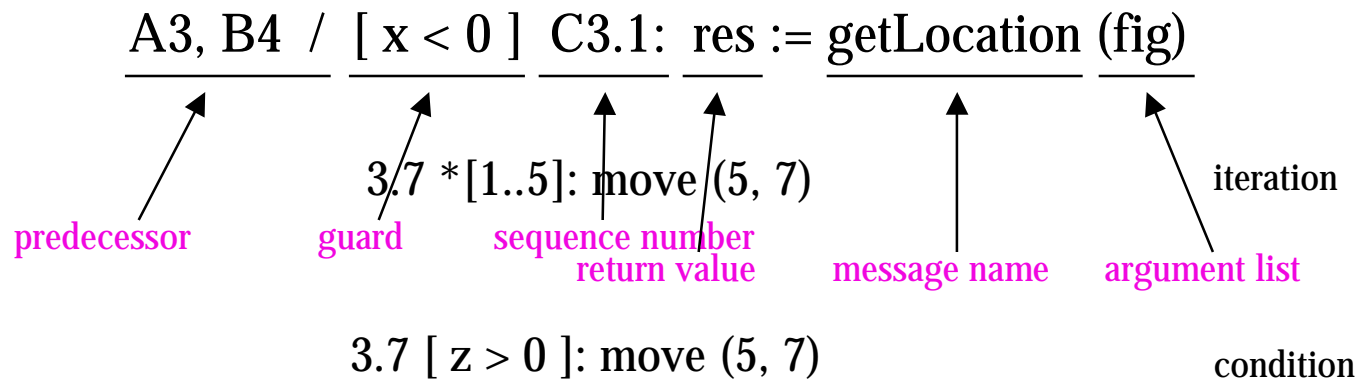 A3, B4 / [ x < 0 ] C3.1: res := getLocation (fig)
3.7 *[1..5]: move (5, 7) iteration
predecessor guard sequence number
return value message name argument list
3.7 [ z > 0 ]: move (5, 7) condition